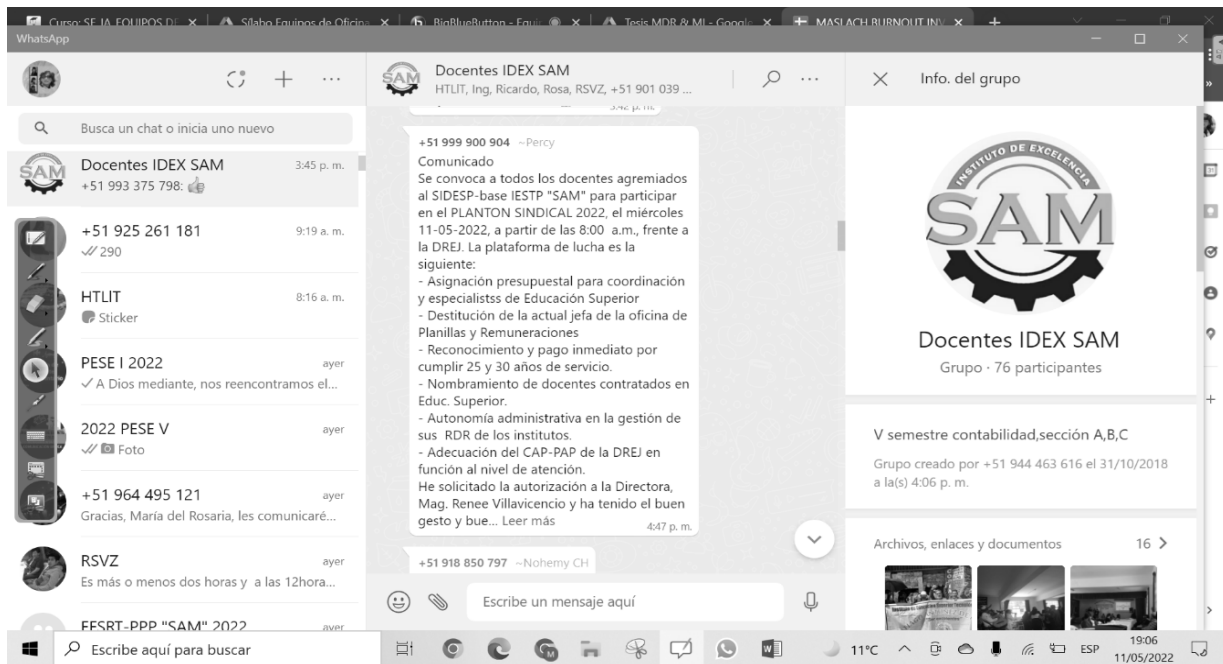 Curso: SE IA EQUIPOS DE
Sílabo Equipos de Oficina
BigBlueButton - Equi
Tesis MDR & MJ - Google
MASLACH BURNOUT INV
WhatsApp
Busca un chat o inicia uno nuevo
Docentes IDEX SAM 3:45 p. m.
+51 993 375 798:
+51 925 261 181 9:19 a. m.
290
HTLIT 8:16 a. m.
Sticker
PESE I 2022 ayer
A Dios mediante, nos reencontramos el...
2022 PESE V ayer
Foto
+51 964 495 121 ayer
Gracias, María del Rosaria, les comunicaré...
RSVZ ayer
Es más o menos dos horas y a las 12hora...
EFSRT-PPP "SAM" 2022 ayer
SAM
Docentes IDEX SAM
HTLIT, Ing, Ricardo, Rosa, RSVZ, +51 901 039 ...
3:42 p. m.
+51 999 900 904 ~Percy
Comunicado
Se convoca a todos los docentes agremiados
al SIDESP-base IESTP "SAM" para participar
en el PLANTON SINDICAL 2022, el miércoles
11-05-2022, a partir de las 8:00 a.m., frente a
la DREJ. La plataforma de lucha es la
siguiente:
- Asignación presupuestal para coordinación
y especialistss de Educación Superior
- Destitución de la actual jefa de la oficina de
Planillas y Remuneraciones
- Reconocimiento y pago inmediato por
cumplir 25 y 30 años de servicio.
- Nombramiento de docentes contratados en
Educ. Superior.
- Autonomía administrativa en la gestión de
sus RDR de los institutos.
- Adecuación del CAP-PAP de la DREJ en
función al nivel de atención.
He solicitado la autorización a la Directora,
Mag. Renee Villavicencio y ha tenido el buen
gesto y bue... Leer más
4:47 p. m.
+51 918 850 797 ~Nohemy CH
Escribe un mensaje aquí
Info. del grupo
INSTITUTO DE EXCELENCIA
SAM
Docentes IDEX SAM
Grupo · 76 participantes
V semestre contabilidad,sección A,B,C
Grupo creado por +51 944 463 616 el 31/10/2018
a la(s) 4:06 p. m.
Archivos, enlaces y documentos 16
Escribe aquí para buscar
11°C
ESP
19:06
11/05/2022